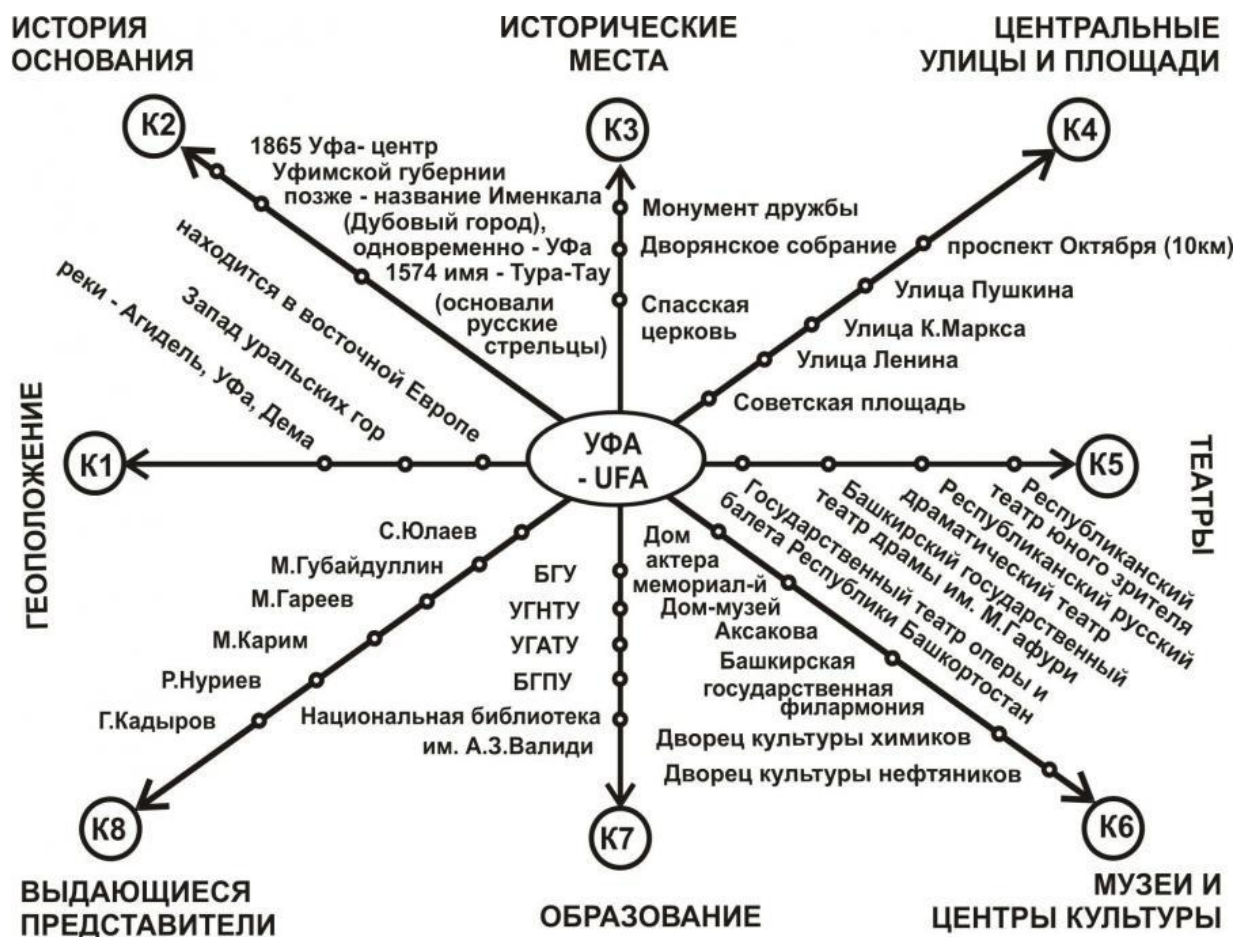 ИСТОРИЯ
ОСНОВАНИЯ
ИСТОРИЧЕСКИЕ
МЕСТА
ЦЕНТРАЛЬНЫЕ
УЛИЦЫ И ПЛОЩАДИ
К2
К3
К4
1865 Уфа- центр
Уфимской губернии
позже - название Именкала
(Дубовый город),
одновременно - УФа
1574 имя - Тура-Тау
(основали
русские
стрельцы)
Монумент дружбы
Дворянское собрание
Спасская
церковь
проспект Октября (10км)
Улица Пушкина
Улица К.Маркса
Улица Ленина
Советская площадь
находится в восточной Европе
Запад уральских гор
реки - Агидель, УФа, Дема
ГЕОПОЛОЖЕНИЕ
К1
УФА
- UFA
К5
ТЕАТРЫ
Государственный театр оперы и
балета Республики Башкортостан
Башкирский государственный
театр драмы им. М.Гафури
Республиканский русский
драматический театр
Республиканский
театр юного зрителя
С.Юлаев
М.Губайдуллин
М.Гареев
М.Карим
Р.Нуриев
Г.Кадыров
БГУ
УГНТУ
УГАТУ
БГПУ
Национальная библиотека
им. А.З.Валиди
Дом
актера
мемориал-й
Дом-музей
Аксакова
Башкирская
государственная
филармония
Дворец культуры химиков
Дворец культуры нефтяников
К8
К7
К6
ВЫДАЮЩИЕСЯ
ПРЕДСТАВИТЕЛИ
ОБРАЗОВАНИЕ
МУЗЕИ И
ЦЕНТРЫ КУЛЬТУРЫ